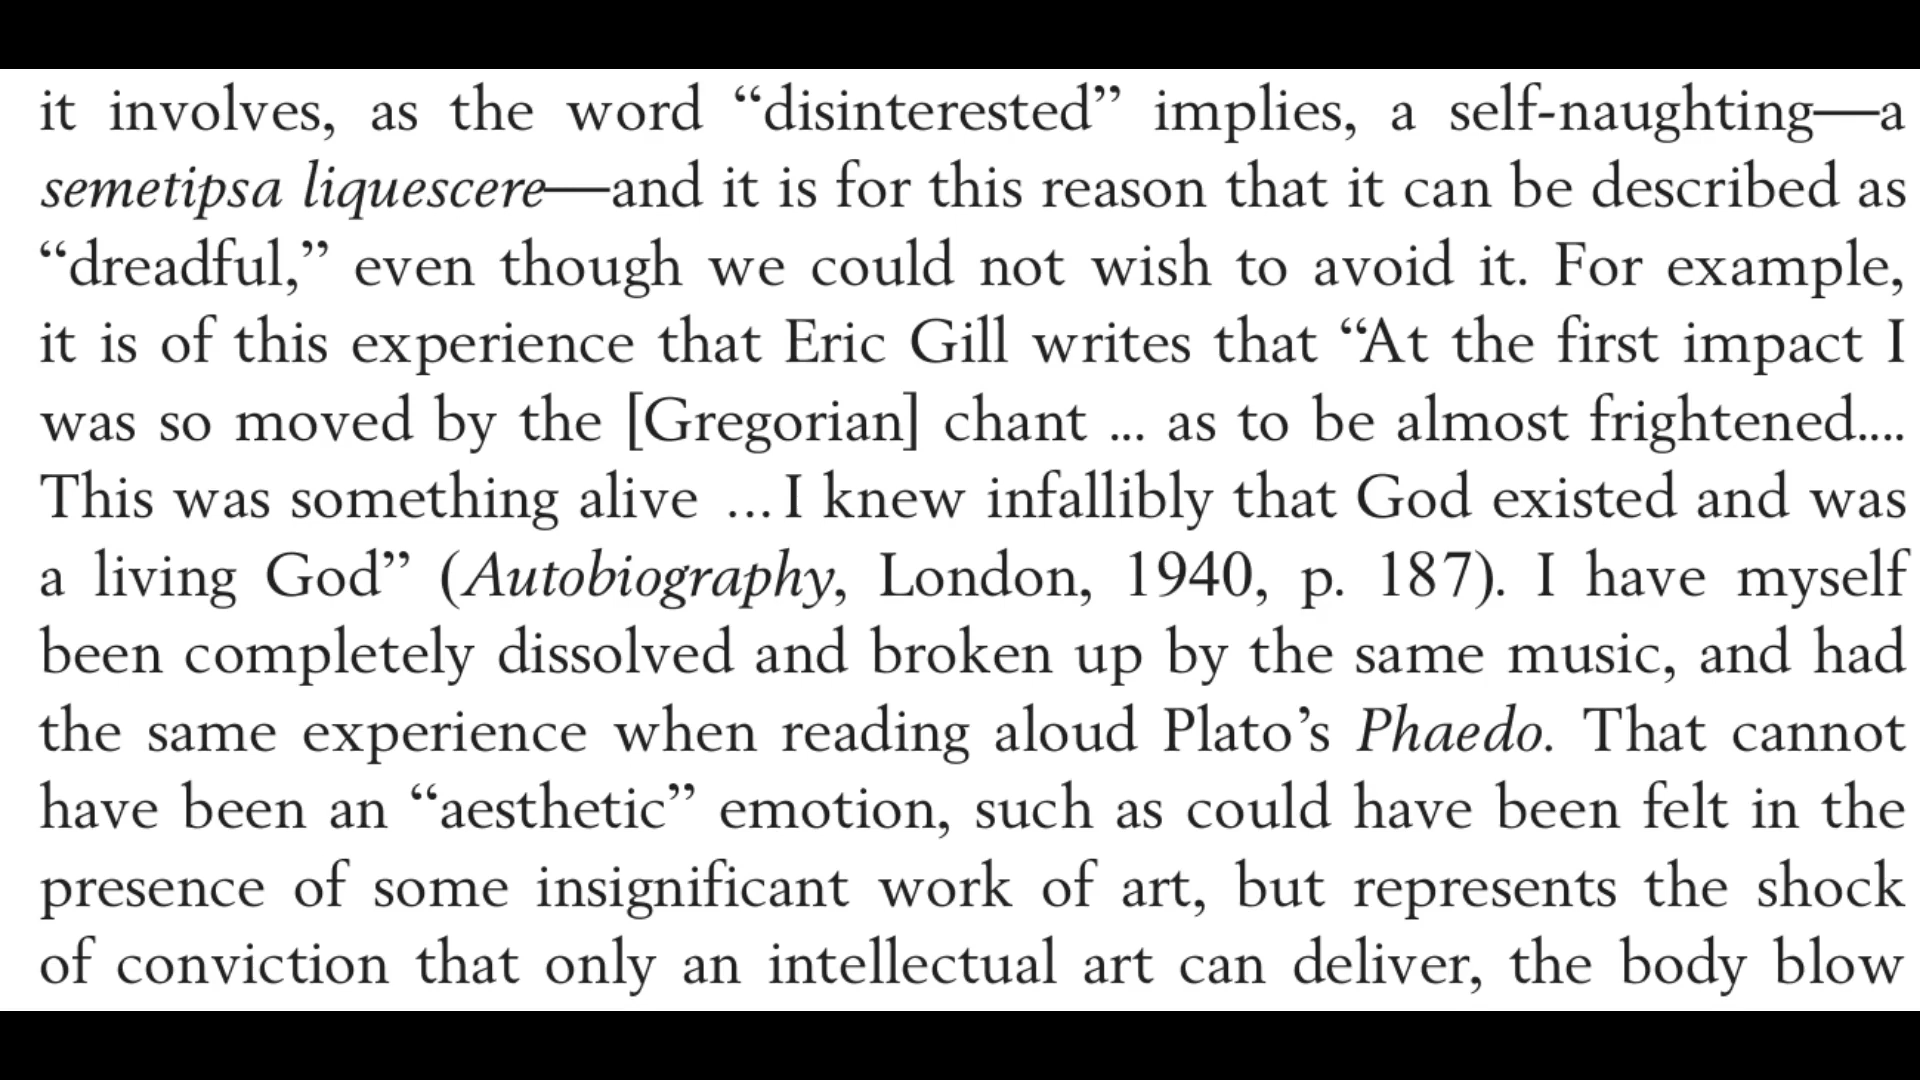 it involves, as the word “disinterested” implies, a self-naughting—a
semetipsa liquescere—and it is for this reason that it can be described as
“dreadful,” even though we could not wish to avoid it. For example,
it is of this experience that Eric Gill writes that “At the first impact I
was so moved by the [Gregorian] chant ... as to be almost frightened....
This was something alive ... I knew infallibly that God existed and was
a living God” (Autobiography, London, 1940, p. 187). I have myself
been completely dissolved and broken up by the same music, and had
the same experience when reading aloud Plato’s Phaedo. That cannot
have been an “aesthetic” emotion, such as could have been felt in the
presence of some insignificant work of art, but represents the shock
of conviction that only an intellectual art can deliver, the body blow